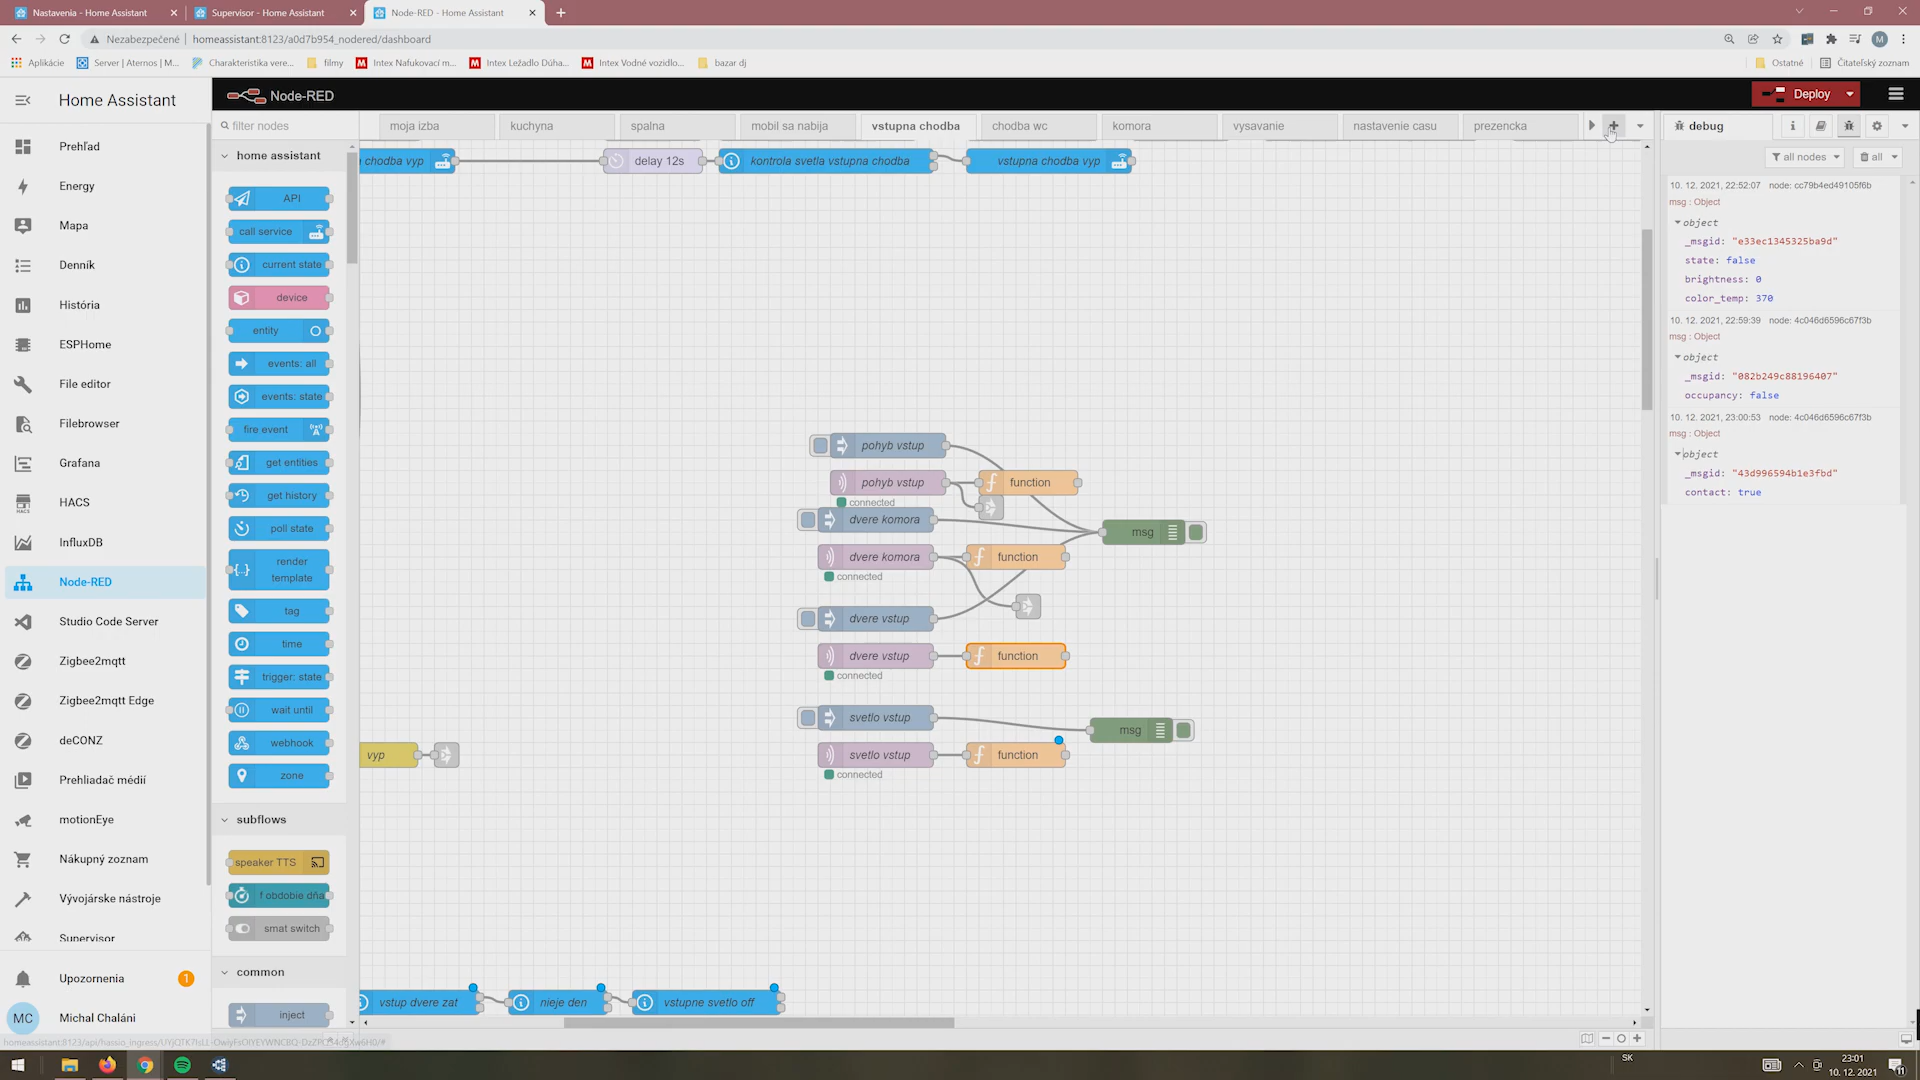 Nastavenia - Home Assistant
Supervisor - Home Assistant
Node-RED - Home Assistant
Nezabezpečené
homeassistant:8123/a0d7b954_nodered/dashboard
Aplikácie
Server | Aternos | M...
Charakteristika vere...
filmy
Intex Nafukovací m...
Intex Ležadlo Dúha...
Intex Vodné vozidlo...
bazar dj
Ostatné
Čitateľský zoznam
Home Assistant
Node-RED
Deploy
filter nodes
moja izba
kuchyna
spalna
mobil sa nabija
vstupna chodba
chodba wc
komora
vysavanie
nastavenie casu
prezencka
debug
all nodes
all
Prehľad
Energy
Mapa
Denník
História
ESPHome
File editor
Filebrowser
Grafana
HACS
InfluxDB
Node-RED
Studio Code Server
Zigbee2mqtt
Zigbee2mqtt Edge
deCONZ
Prehliadač médií
motionEye
Nákupný zoznam
Vývojárske nástroje
Supervisor
Upozornenia
1
MC
Michal Chaláni
home assistant
API
call service
current state
device
entity
events: all
events: state
fire event
get entities
get history
poll state
render
template
tag
time
trigger: state
wait until
webhook
zone
subflows
speaker TTS
f obdobie dňa
smat switch
common
inject
chodba vyp
delay 12s
kontrola svetla vstupna chodba
vstupna chodba vyp
pohyb vstup
pohyb vstup
function
connected
dvere komora
msg
dvere komora
function
connected
dvere vstup
dvere vstup
function
connected
svetlo vstup
msg
svetlo vstup
function
connected
vyp
vstup dvere zat
nieje den
vstupne svetlo off
10. 12. 2021, 22:52:07 node: cc79b4ed49105f6b
msg : Object
object
_msgid: "e33ec1345325ba9d"
state: false
brightness: 0
color_temp: 370
10. 12. 2021, 22:59:39 node: 4c046d6596c67f3b
msg : Object
object
_msgid: "082b249c88196407"
occupancy: false
10. 12. 2021, 23:00:53 node: 4c046d6596c67f3b
msg : Object
object
_msgid: "43d996594b1e3fbd"
contact: true
SK
23:01
10. 12. 2021